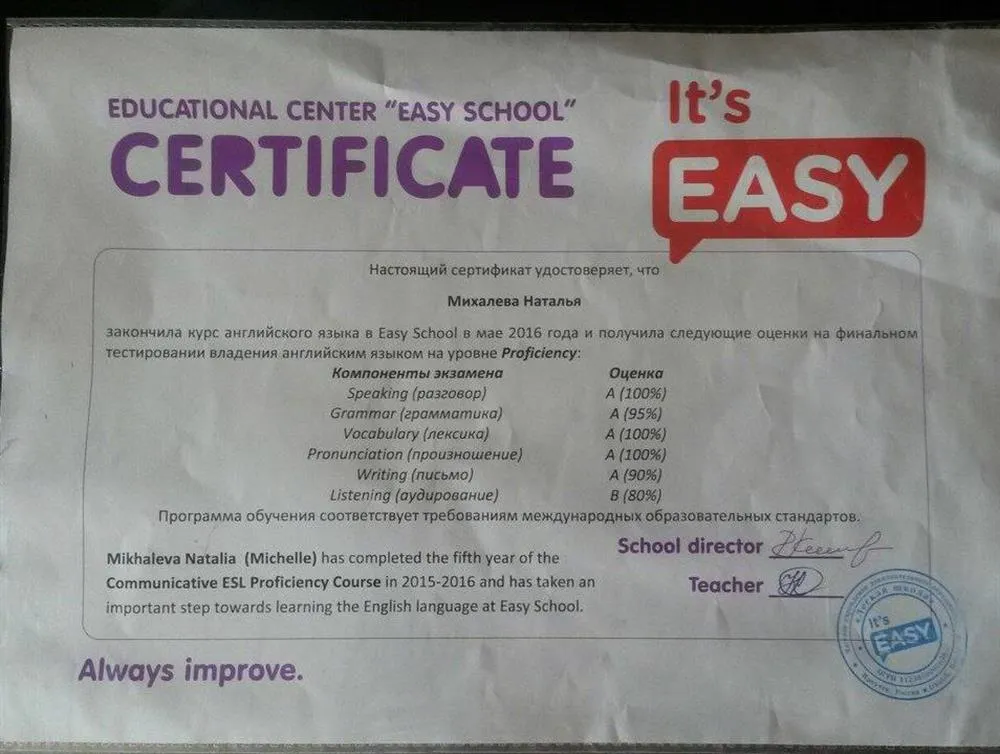 EDUCATIONAL CENTER "EASY SCHOOL"
CERTIFICATE
It's
EASY
Настоящий сертификат удостоверяет, что
Михалева Наталья
закончила курс английского языка в Easy School в мае 2016 года и получила следующие оценки на финальном
тестировании владения английским языком на уровне Proficiency:
Компоненты экзамена Оценка
Speaking (разговор) A (100%)
Grammar (грамматика) A (95%)
Vocabulary (лексика) A (100%)
Pronunciation (произношение) A (100%)
Writing (письмо) A (90%)
Listening (аудирование) B (80%)
Программа обучения соответствует требованиям международных образовательных стандартов.
Mikhaleva Natalia (Michelle) has completed the fifth year of the
Communicative ESL Proficiency Course in 2015-2016 and has taken an
important step towards learning the English language at Easy School.
School director
Teacher
It's
EASY
Always improve.